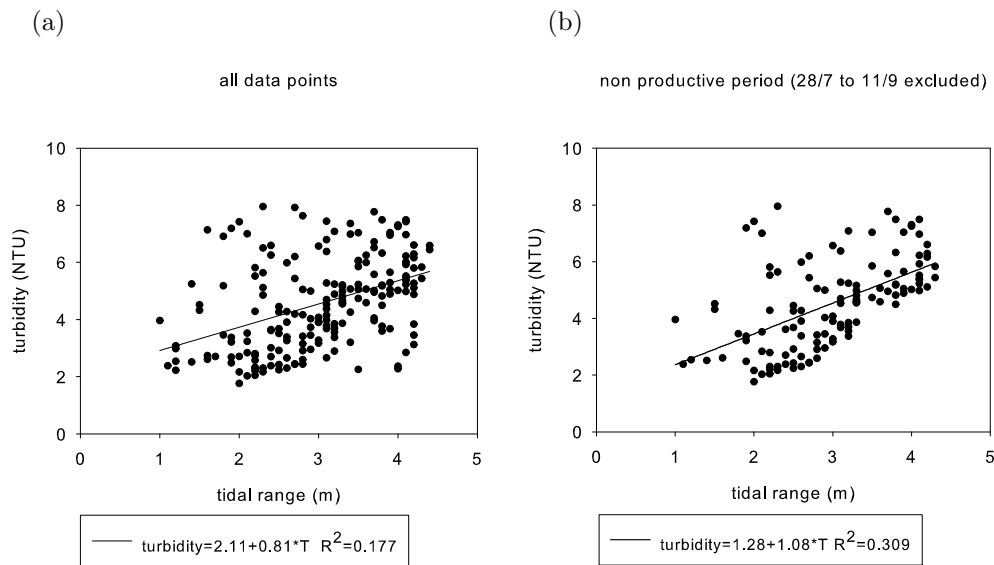 (a)
(b)
all data points
non productive period (28/7 to 11/9 excluded)
turbidity (NTU)
10
8
6
4
2
0
0 1 2 3 4 5
tidal range (m)
turbidity=2.11+0.81*T R²=0.177
turbidity (NTU)
10
8
6
4
2
0
0 1 2 3 4 5
tidal range (m)
turbidity=1.28+1.08*T R²=0.309